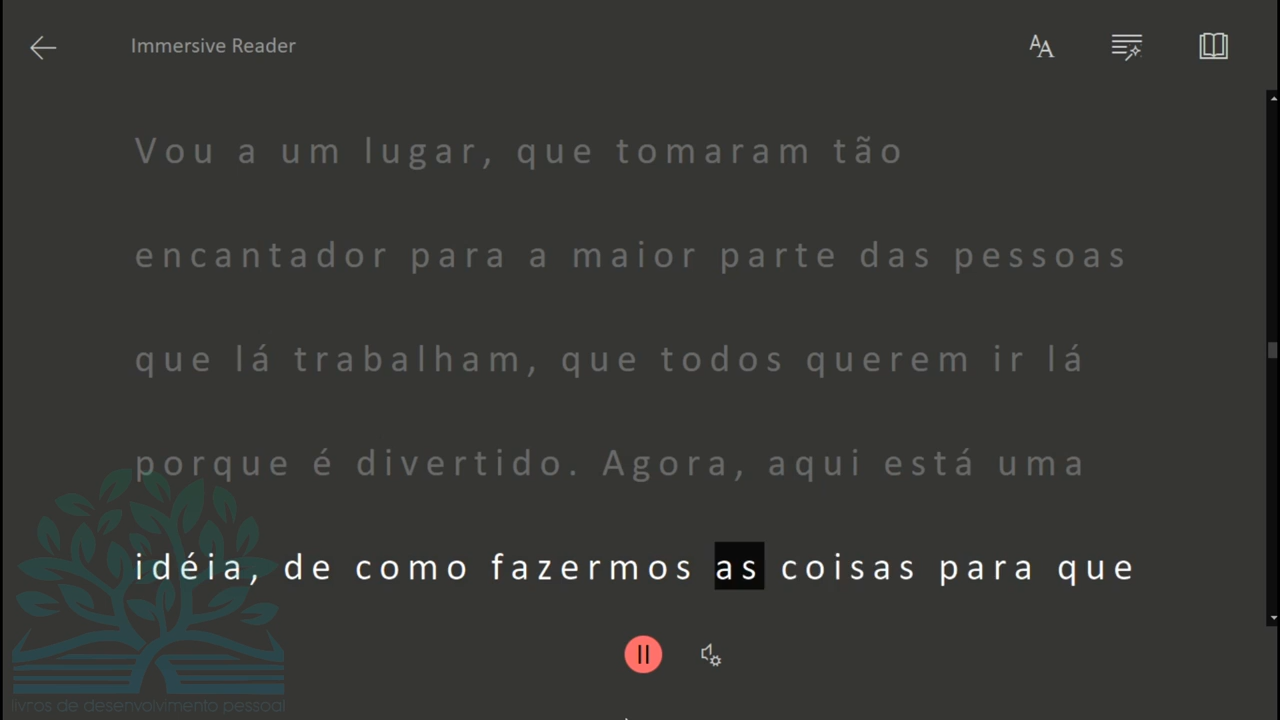 Immersive Reader
Vou a um lugar, que tomaram tão
encantador para a maior parte das pessoas
que lá trabalham, que todos querem ir lá
porque é divertido. Agora, aqui está uma
idéia, de como fazermos as coisas para que
livros de desenvolvimento pessoal